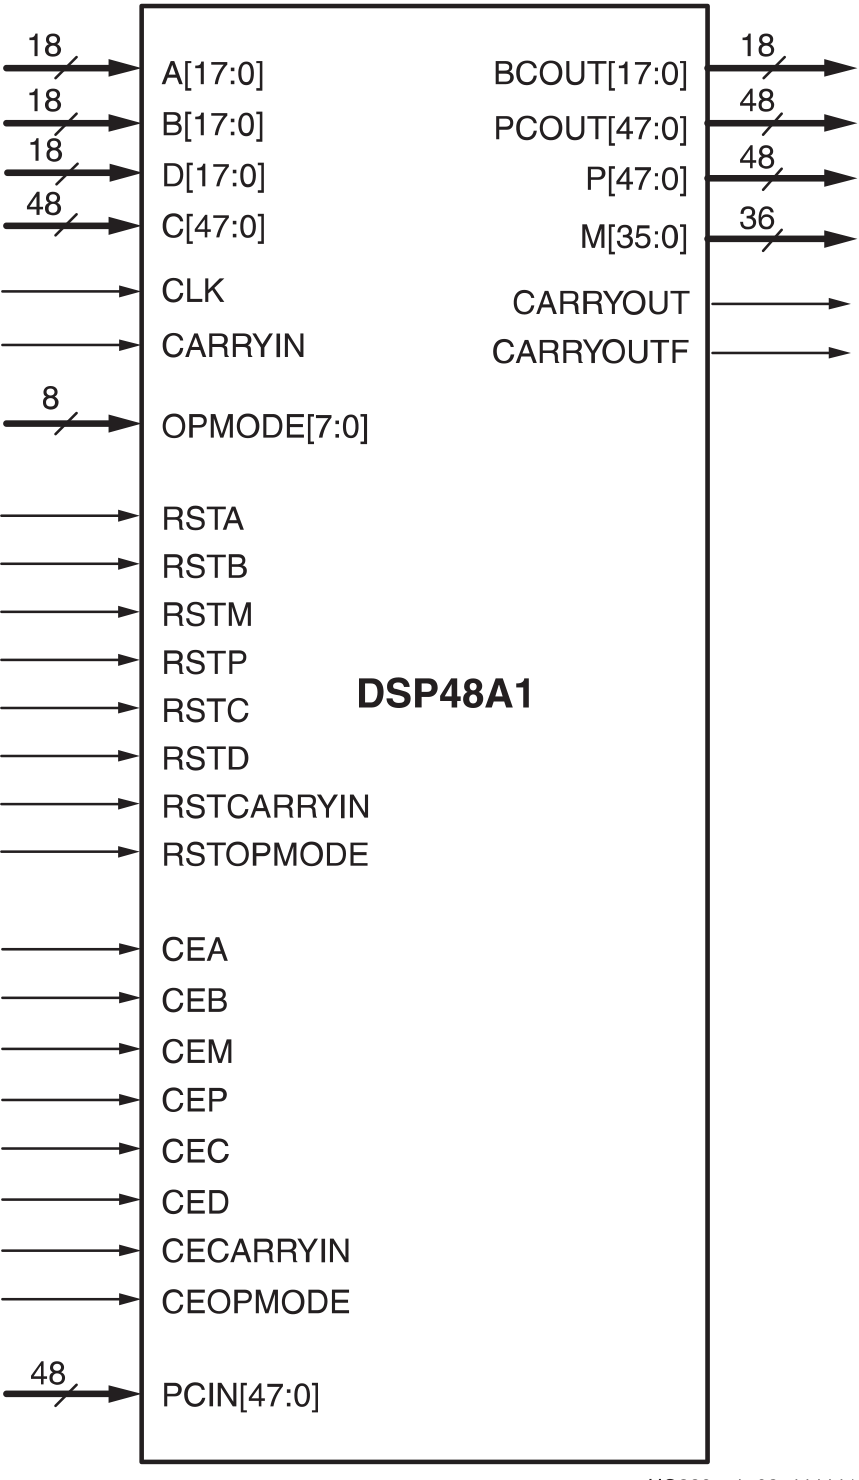 18
A[17:0]
18
B[17:0]
18
D[17:0]
48
C[47:0]
CLK
CARRYIN
8
OPMODE[7:0]
RSTA
RSTB
RSTM
RSTP
RSTC
RSTD
RSTCARRYIN
RSTOPMODE
CEA
CEB
CEM
CEP
CEC
CED
CECARRYIN
CEOPMODE
48
PCIN[47:0]
DSP48A1
BCOUT[17:0]
18
PCOUT[47:0]
48
P[47:0]
48
M[35:0]
36
CARRYOUT
CARRYOUTF